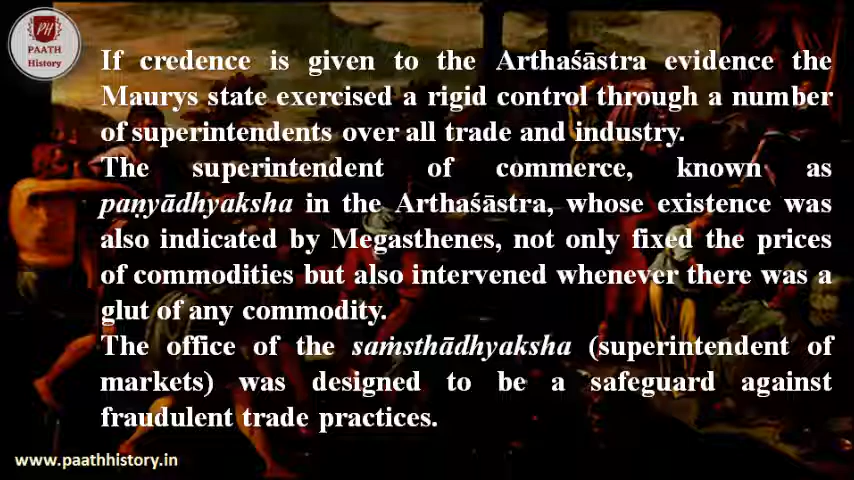 PH
PAATH
History
If credence is given to the Arthaśāstra evidence the
Maurys state exercised a rigid control through a number
of superintendents over all trade and industry.
The superintendent of commerce, known as
paṇyādhyaksha in the Arthaśāstra, whose existence was
also indicated by Megasthenes, not only fixed the prices
of commodities but also intervened whenever there was a
glut of any commodity.
The office of the saṁsthādhyaksha (superintendent of
markets) was designed to be a safeguard against
fraudulent trade practices.
www.paathhistory.in